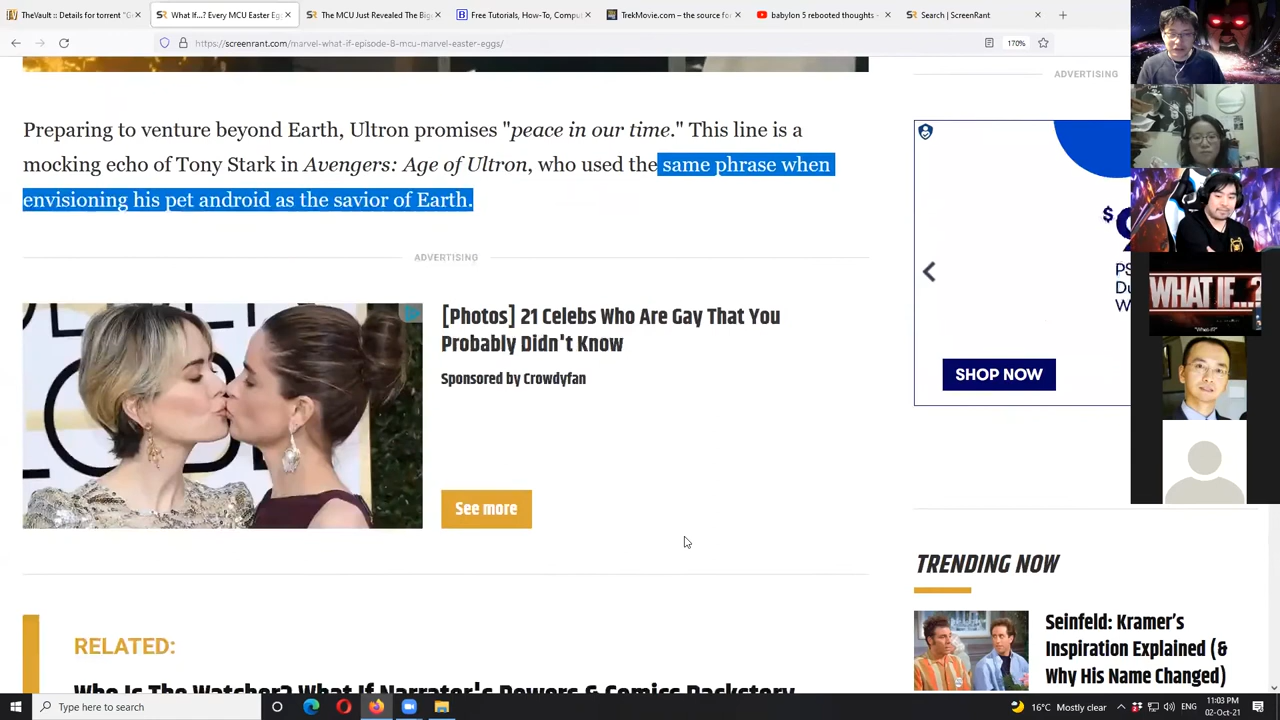 TheVault :: Details for torrent "G
What If...? Every MCU Easter Eg
The MCU Just Revealed The Big
Free Tutorials, How-To, Compu
TrekMovie.com – the source for
babylon 5 rebooted thoughts -
Search | ScreenRant
https://screenrant.com/marvel-what-if-episode-8-mcu-marvel-easter-eggs/
170%
Preparing to venture beyond Earth, Ultron promises "peace in our time." This line is a
mocking echo of Tony Stark in Avengers: Age of Ultron, who used the same phrase when
envisioning his pet android as the savior of Earth.
ADVERTISING
[Photos] 21 Celebs Who Are Gay That You
Probably Didn't Know
Sponsored by Crowdyfan
See more
RELATED:
Who Is The Watcher? What If Narrator's Powers & Comics Backstory
ADVERTISING
$
SHOP NOW
WHAT IF...?
TRENDING NOW
Seinfeld: Kramer's
Inspiration Explained (&
Why His Name Changed)
Type here to search
16°C Mostly clear
ENG
11:03 PM
02-Oct-21